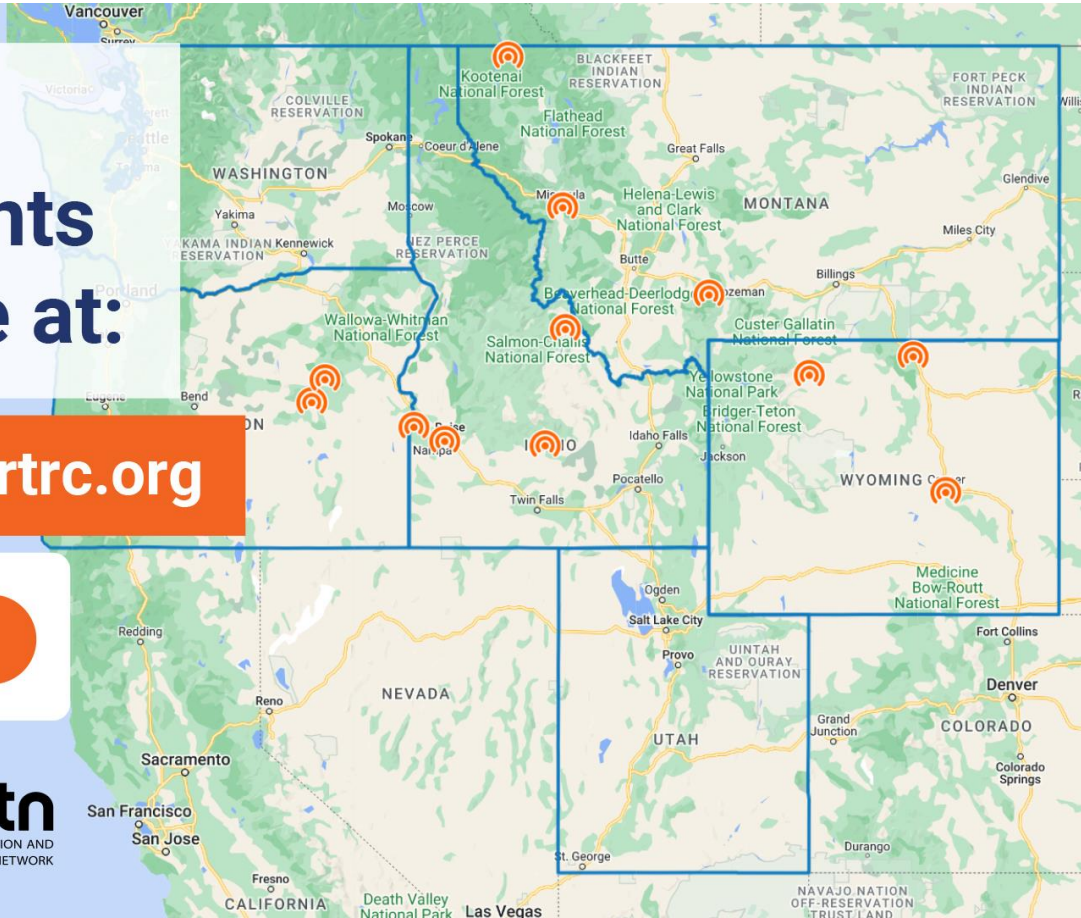 Vancouver
Surrey
Victoria
BLACKFEET
INDIAN
RESERVATION
Kootenai
National Forest
FORT PECK
INDIAN
RESERVATION
COLVILLE
RESERVATION
Flathead
National Forest
Spokane
Coeur d'Alene
Great Falls
WASHINGTON
Glendive
Helena-Lewis
and Clark
National Forest
MONTANA
Moscow
Yakima
Miles City
nts
YAKAMA INDIAN
RESERVATION
Kennewick
NEZ PERCE
RESERVATION
Butte
Billings
Portland
e at:
Beaverhead-Deerlodge
National Forest
Wallowa-Whitman
National Forest
Salmon-Challis
National Forest
Custer Gallatin
National Forest
Yellowstone
National Park
Eugene
Bend
Bridger-Teton
National Forest
ON
Nampa
Idaho Falls
Jackson
rtrc.org
Pocatello
WYOMING
Twin Falls
Medicine
Bow-Routt
National Forest
Ogden
Salt Lake City
Redding
Fort Collins
Provo
UINTAH
AND OURAY
RESERVATION
Denver
NEVADA
Reno
Grand
Junction
COLORADO
UTAH
Sacramento
Colorado
Springs
tn
ION AND
NETWORK
San Francisco
San Jose
Durango
St. George
Fresno
CALIFORNIA
Death Valley
National Park
Las Vegas
NAVAJO NATION
OFF-RESERVATION
TRUST LAND